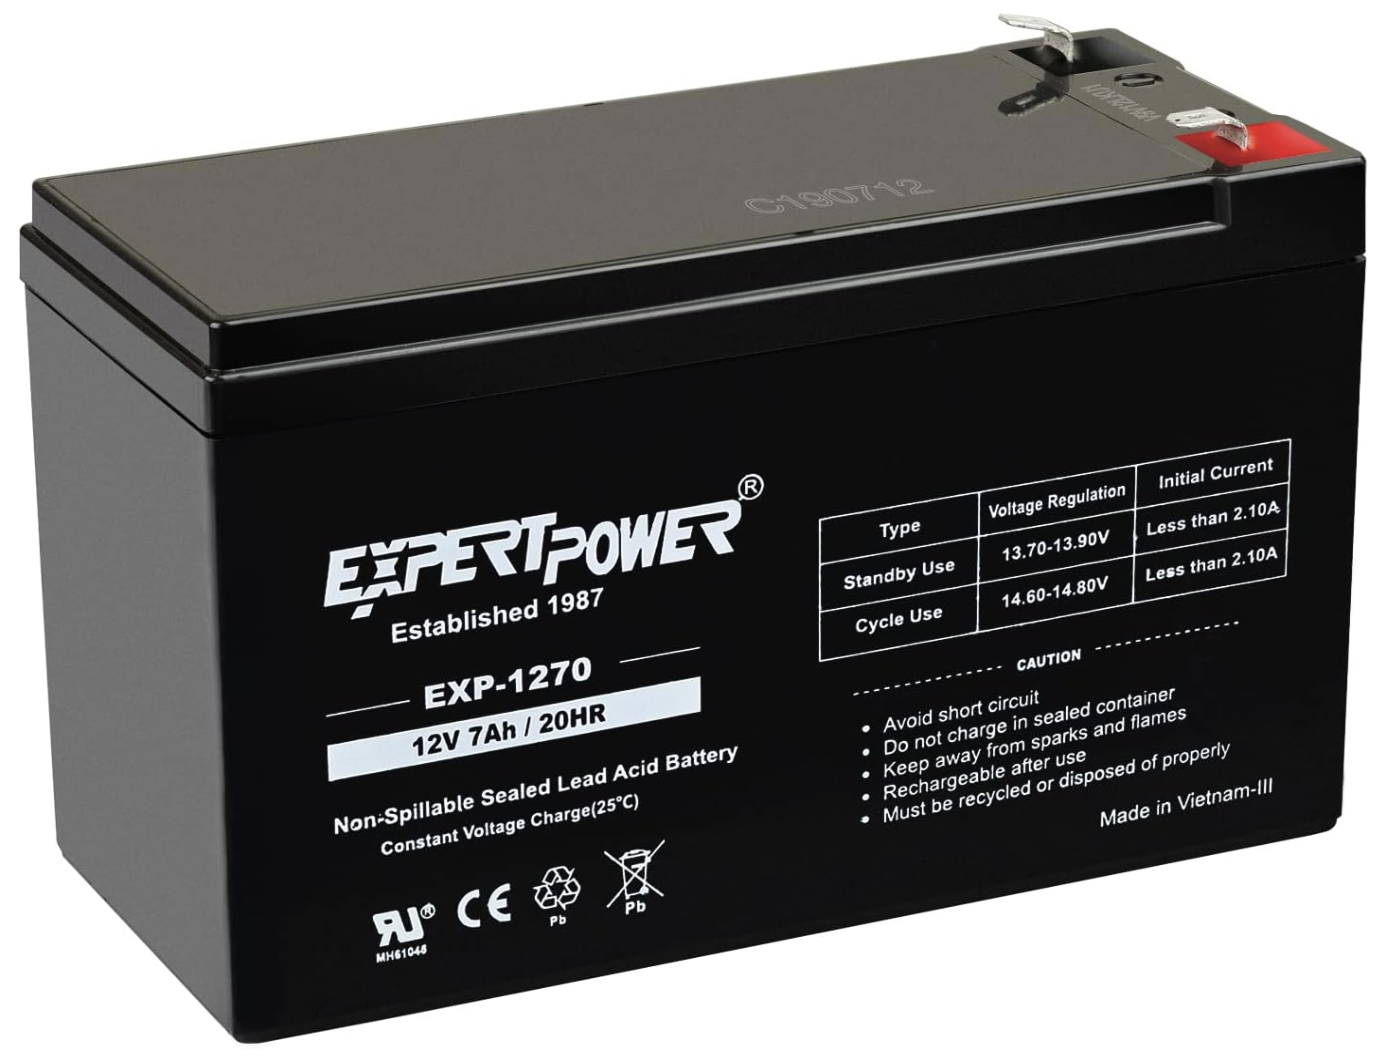 C190712
EXPERTPOWER®
Established 1987
EXP-1270
12V 7Ah / 20HR
Non-Spillable Sealed Lead Acid Battery
Constant Voltage Charge(25°C)
CE
Pb
Pb
MH61046
Type Voltage Regulation Initial Current
Standby Use 13.70-13.90V Less than 2.10A
Cycle Use 14.60-14.80V Less than 2.10A
CAUTION
• Avoid short circuit
• Do not charge in sealed container
• Keep away from sparks and flames
• Rechargeable after use
• Must be recycled or disposed of properly
Made in Vietnam-III